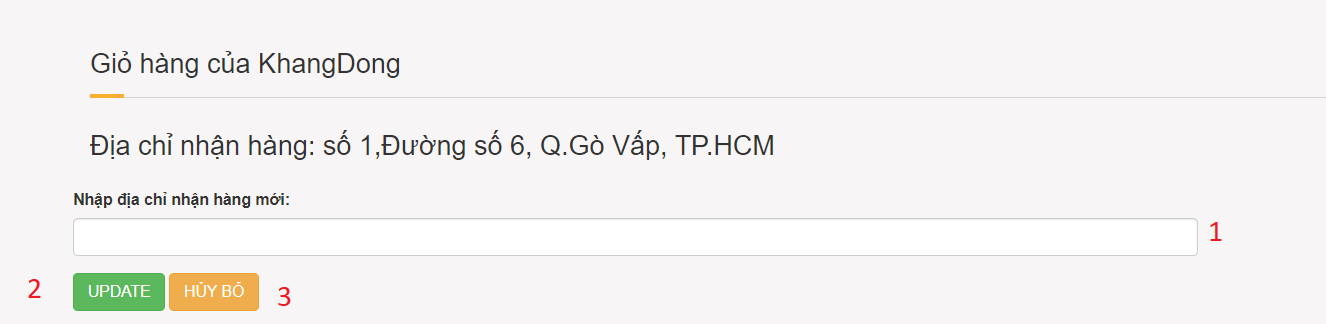 Giỏ hàng của KhangDong
Địa chỉ nhận hàng: số 1,Đường số 6, Q.Gò Vấp, TP.HCM
Nhập địa chỉ nhận hàng mới:
1
2 UPDATE HỦY BỎ 3